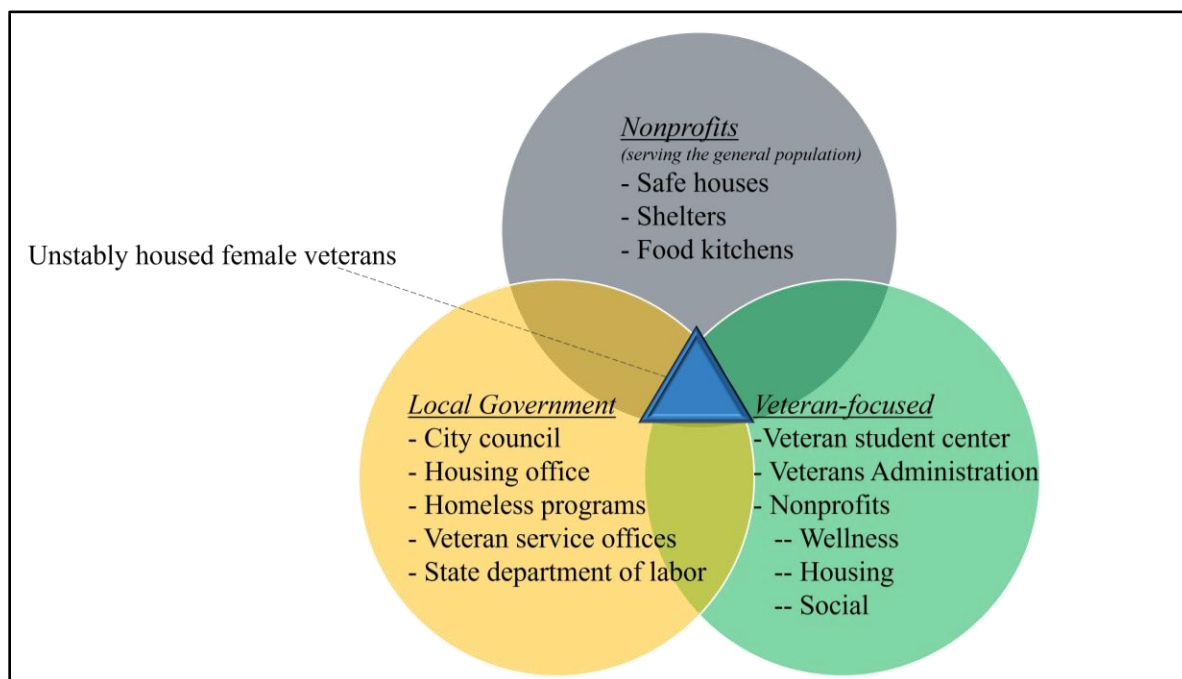 Nonprofits
(serving the general population)
- Safe houses
- Shelters
- Food kitchens
Unstably housed female veterans
Local Government
- City council
- Housing office
- Homeless programs
- Veteran service offices
- State department of labor
Veteran-focused
-Veteran student center
- Veterans Administration
- Nonprofits
-- Wellness
-- Housing
-- Social